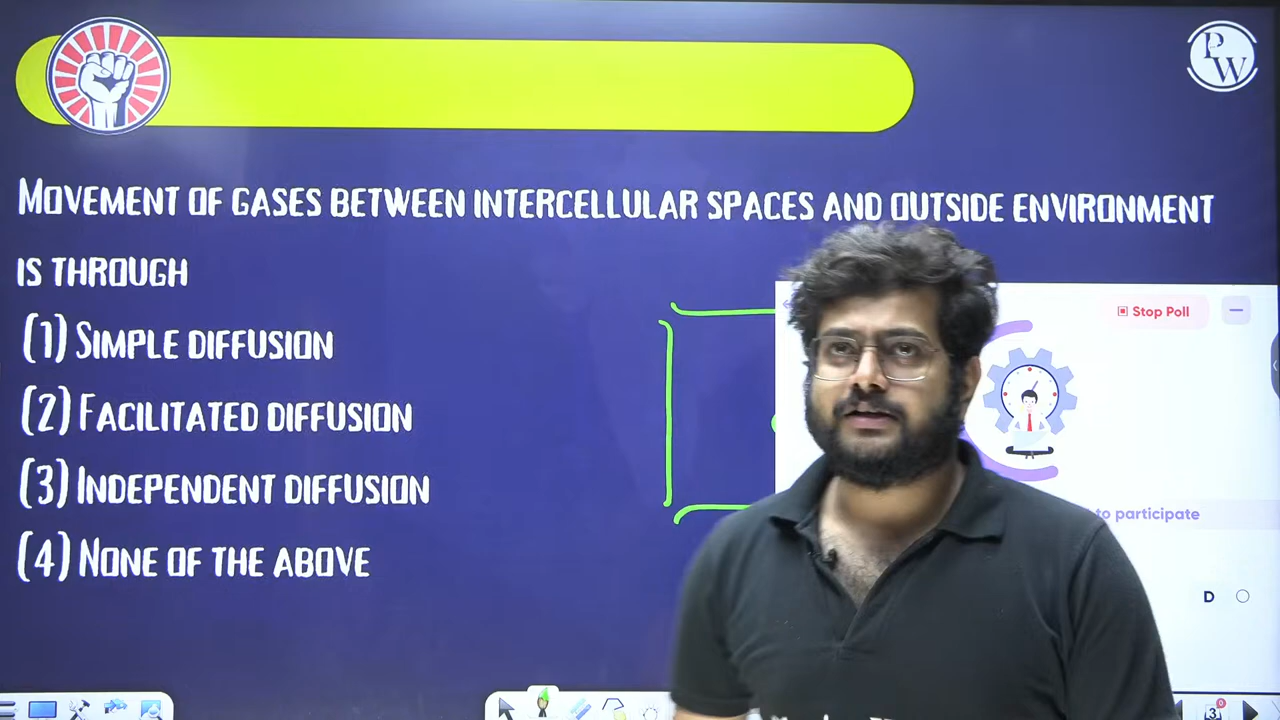 PW
MOVEMENT OF GASES BETWEEN INTERCELLULAR SPACES AND OUTSIDE ENVIRONMENT
IS THROUGH
(1) SIMPLE DIFFUSION
(2) FACILITATED DIFFUSION
(3) INDEPENDENT DIFFUSION
(4) NONE OF THE ABOVE
Stop Poll
to participate
D